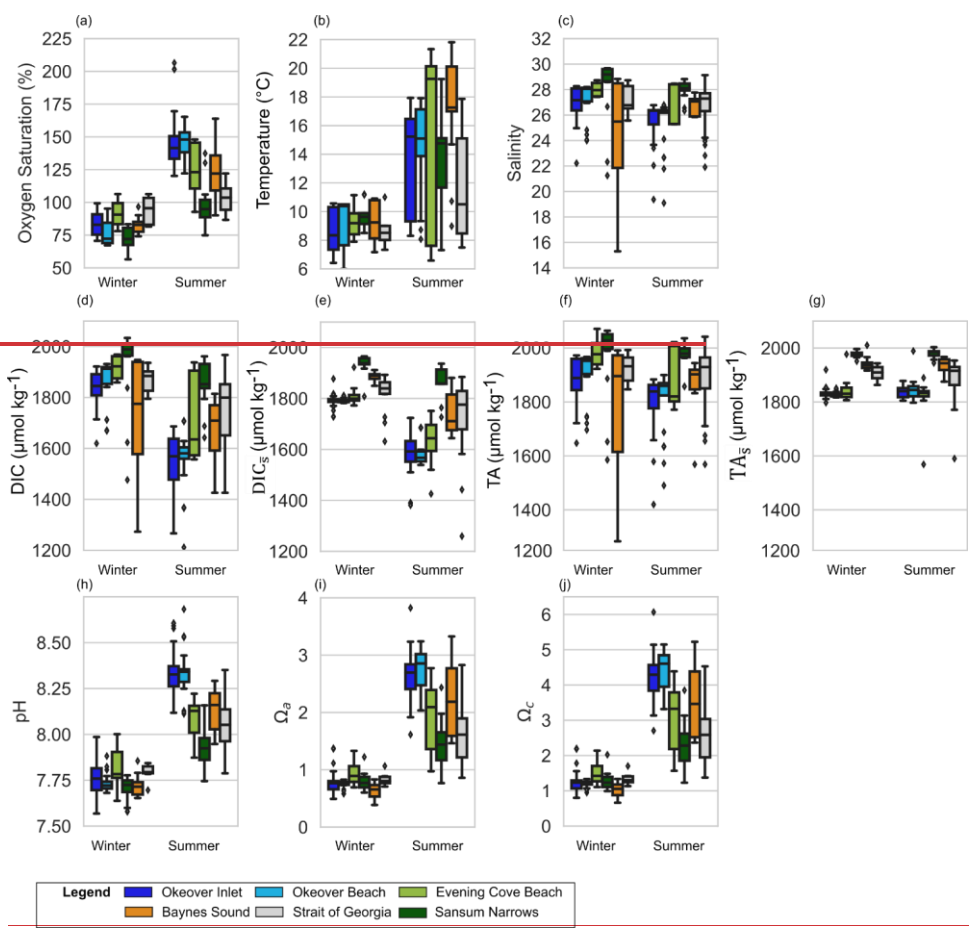 (a)
(b)
(c)
Oxygen Saturation (%)
225
200
175
150
125
100
75
50
Winter
Summer
Temperature (°C)
22
20
18
16
14
12
10
8
6
Winter
Summer
Salinity
32
30
28
26
24
22
20
18
16
14
Winter
Summer
(d)
(e)
(f)
(g)
DIC (µmol kg⁻¹)
2000
1800
1600
1400
1200
Winter
Summer
DIC_s̅ (µmol kg⁻¹)
2000
1800
1600
1400
1200
Winter
Summer
TA (µmol kg⁻¹)
2000
1800
1600
1400
1200
Winter
Summer
TA_s̅ (µmol kg⁻¹)
2000
1800
1600
1400
1200
Winter
Summer
(h)
(i)
(j)
pH
8.50
8.25
8.00
7.75
7.50
Winter
Summer
Ωa
4
3
2
1
0
Winter
Summer
Ωc
6
5
4
3
2
1
0
Winter
Summer
Legend Okeover Inlet Okeover Beach Evening Cove Beach
Baynes Sound Strait of Georgia Sansum Narrows